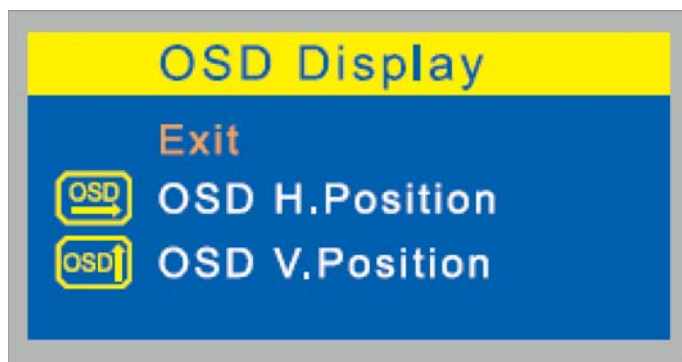 OSD Display
Exit
OSD OSD H.Position
OSD OSD V.Position